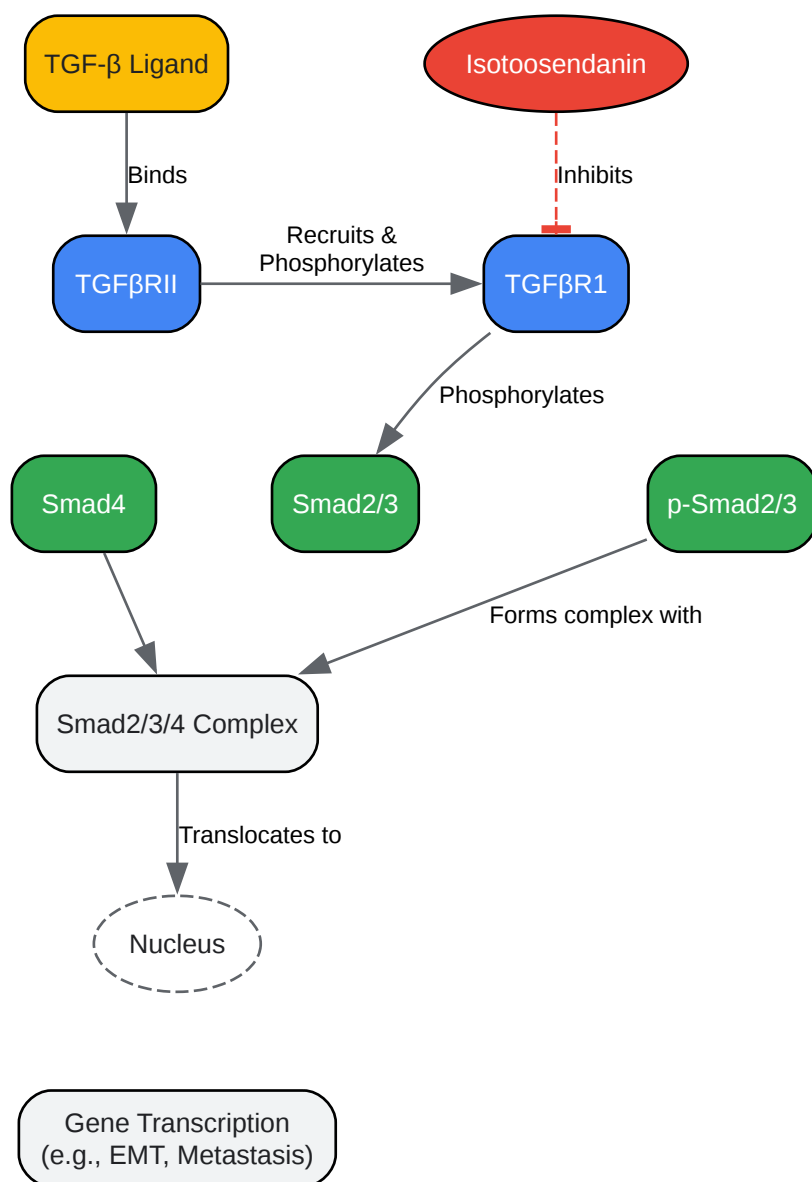 TGF-β Ligand
Isotoosendanin
Binds
Inhibits
TGFβRII
Recruits &
Phosphorylates
TGFβR1
Phosphorylates
Smad4
Smad2/3
p-Smad2/3
Forms complex with
Smad2/3/4 Complex
Translocates to
Nucleus
Gene Transcription
(e.g., EMT, Metastasis)